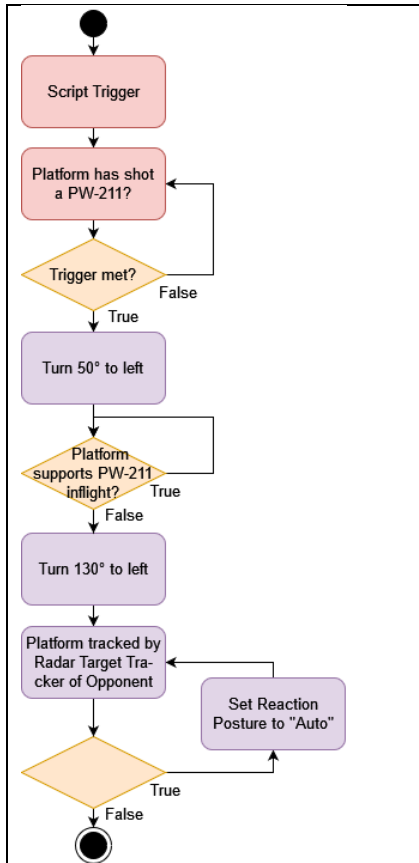 Script Trigger
Platform has shot
a PW-211?
Trigger met?
False
True
Turn 50° to left
Platform
supports PW-211
inflight?
True
False
Turn 130° to left
Platform tracked by
Radar Target Tra-
cker of Opponent
Set Reaction
Posture to "Auto"
True
False